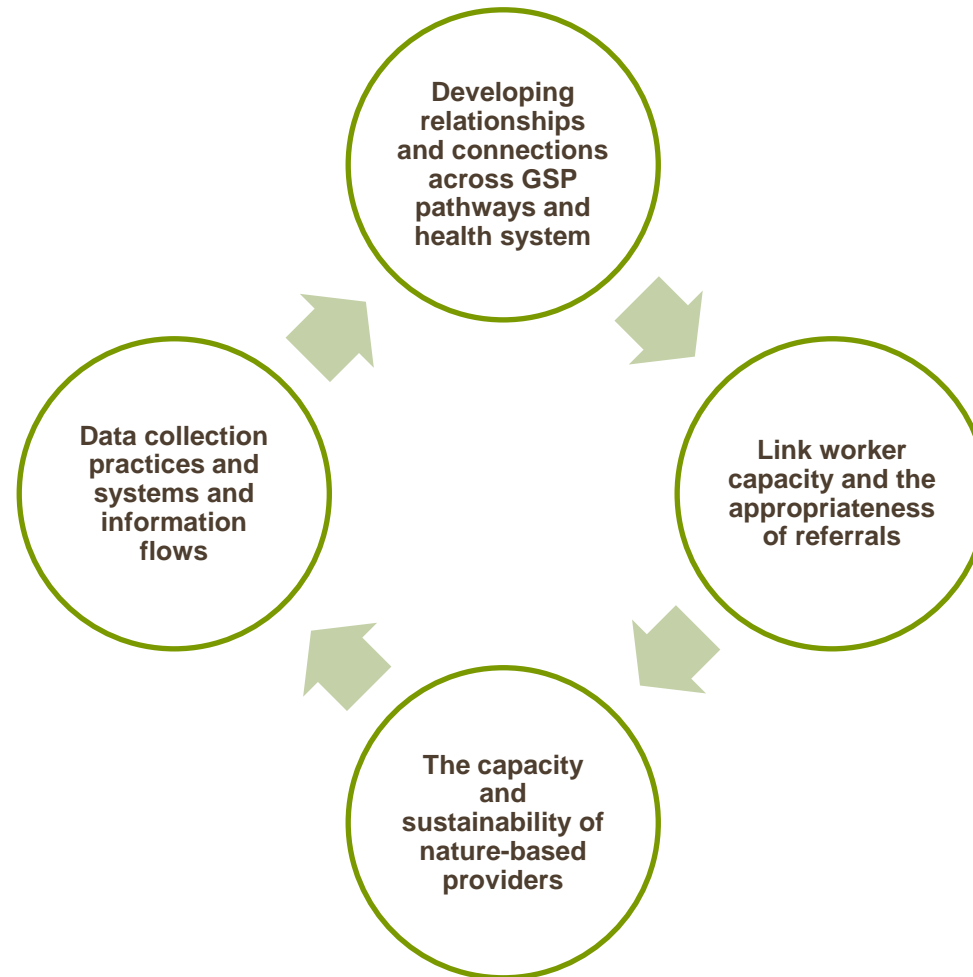 Developing
relationships
and connections
across GSP
pathways and
health system
Link worker
capacity and the
appropriateness
of referrals
The capacity
and
sustainability of
nature-based
providers
Data collection
practices and
systems and
information
flows